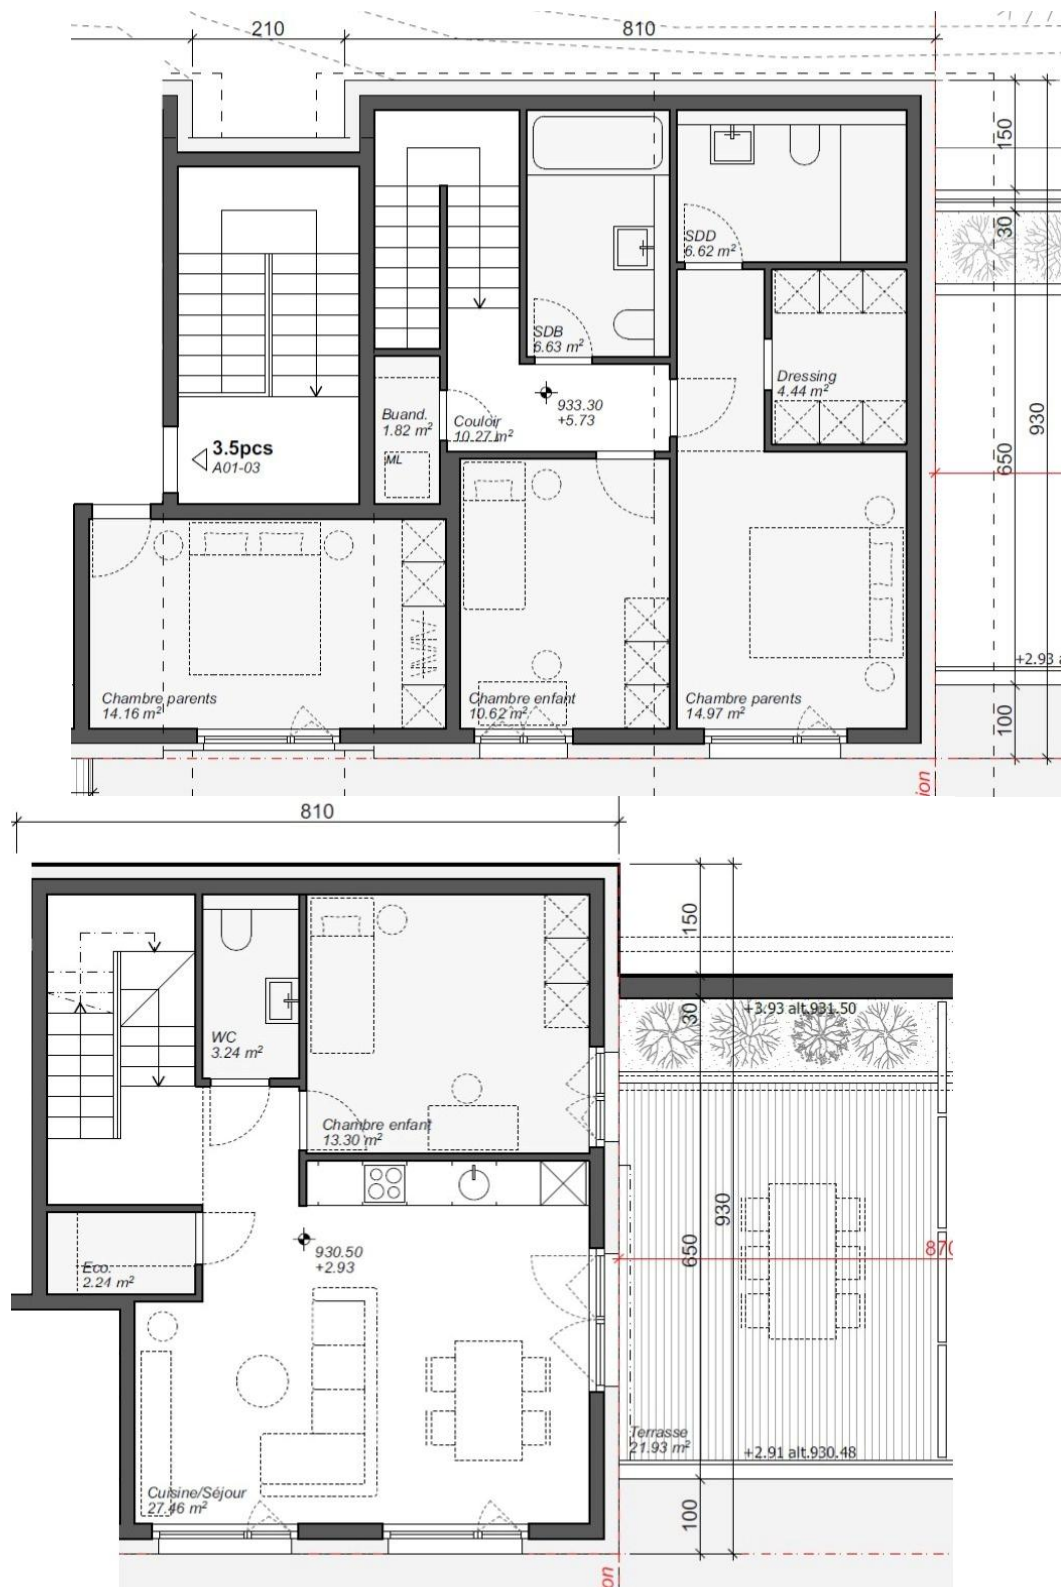 210
810
150
30
650
930
100
SDD
6.62 m²
SDB
6.63 m²
Dressing
4.44 m²
933.30
+5.73
Buand.
1.82 m²
Couloir
10.27 m²
ML
3.5pcs
A01-03
Chambre parents
14.16 m²
Chambre enfant
10.62 m²
Chambre parents
14.97 m²
+2.93
ion
810
150
30
650
930
100
+3.93 alt.931.50
WC
3.24 m²
Chambre enfant
13.30 m²
930.50
+2.93
Eco.
2.24 m²
870
Terrasse
21.93 m²
+2.91 alt.930.48
Cuisine/Séjour
27.46 m²
on